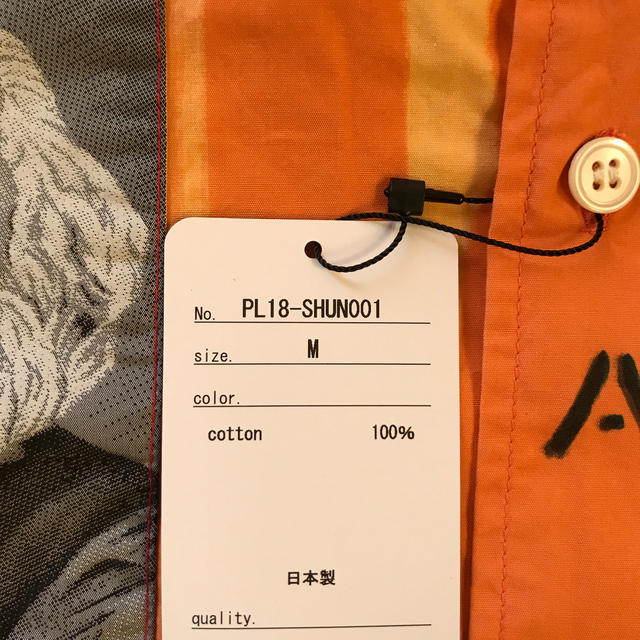 No. PL18-SHUN001
size. M
color.
cotton 100%
日本製
quality.
A